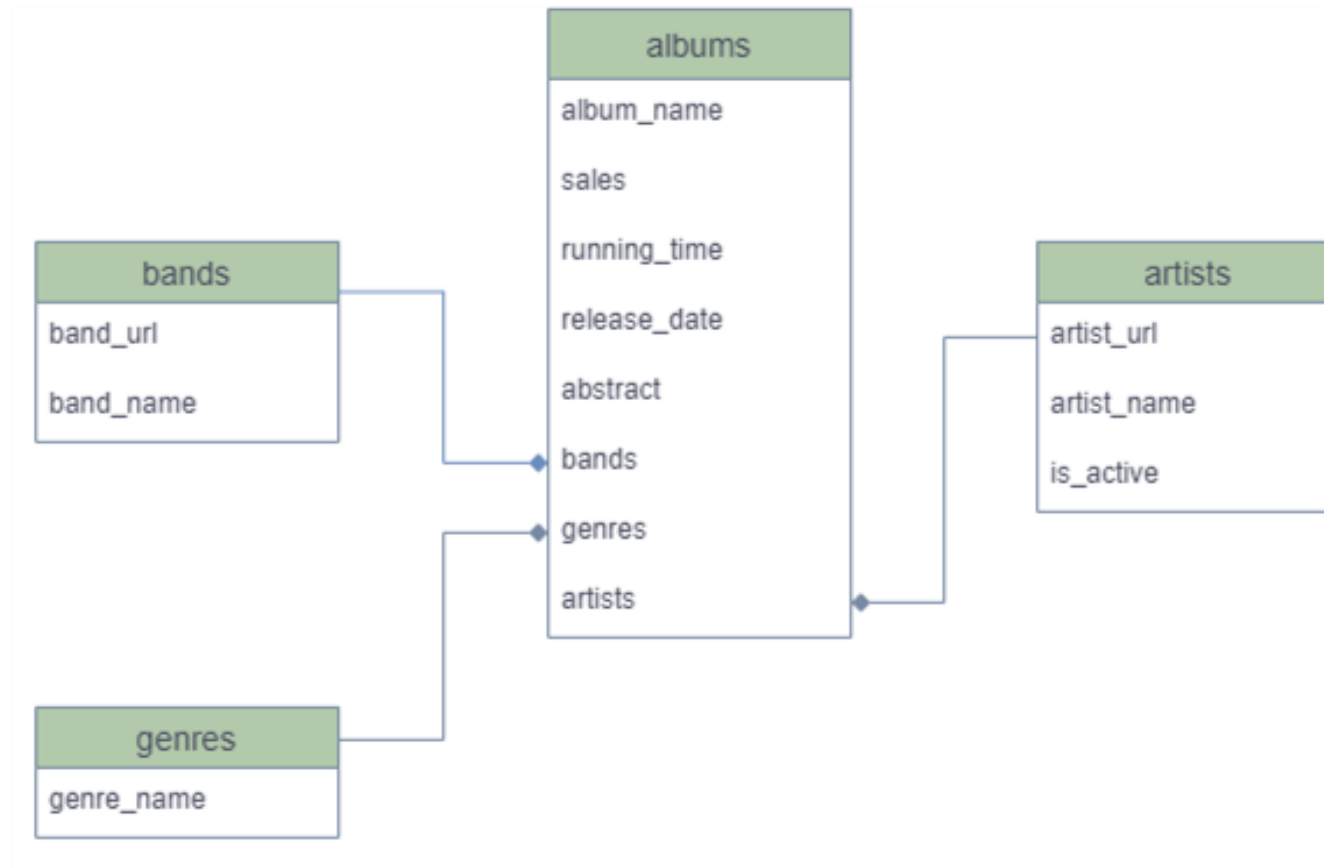 albums
album_name
sales
running_time
release_date
abstract
bands
genres
artists
bands
band_url
band_name
artists
artist_url
artist_name
is_active
genres
genre_name